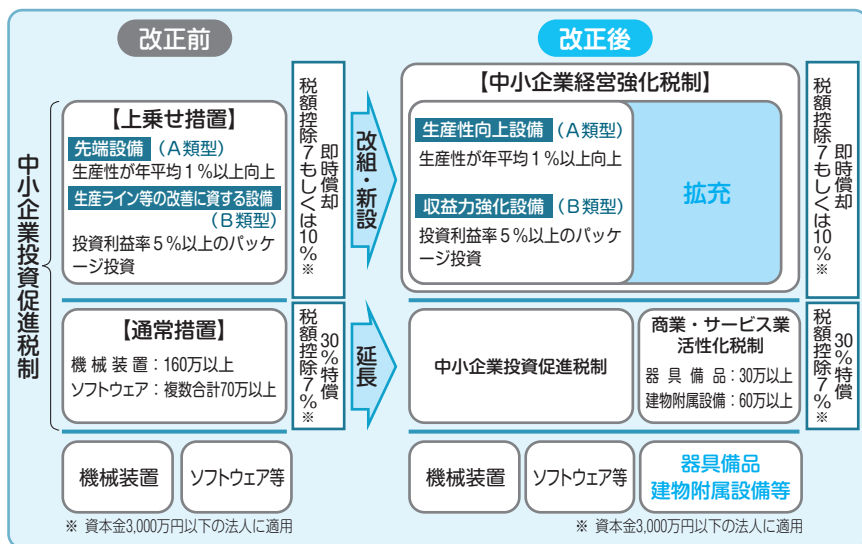 改正前
中小企業投資促進税制
【上乗せ措置】
先端設備（A類型）
生産性が年平均1％以上向上
生産ライン等の改善に資する設備
（B類型）
投資利益率5％以上のパッケ
ージ投資
即時償却
税額控除7もしくは10％※
【通常措置】
機械装置：160万以上
ソフトウェア：複数合計70万以上
30％特償
税額控除7％※
機械装置
ソフトウェア等
※ 資本金3,000万円以下の法人に適用
改組・新設
延長
改正後
【中小企業経営強化税制】
生産性向上設備（A類型）
生産性が年平均1％以上向上
収益力強化設備（B類型）
投資利益率5％以上のパッケ
ージ投資
拡充
即時償却
税額控除7もしくは10％※
中小企業投資促進税制
商業・サービス業
活性化税制
器具備品：30万以上
建物附属設備：60万以上
30％特償
税額控除7％※
機械装置
ソフトウェア等
器具備品
建物附属設備等
※ 資本金3,000万円以下の法人に適用